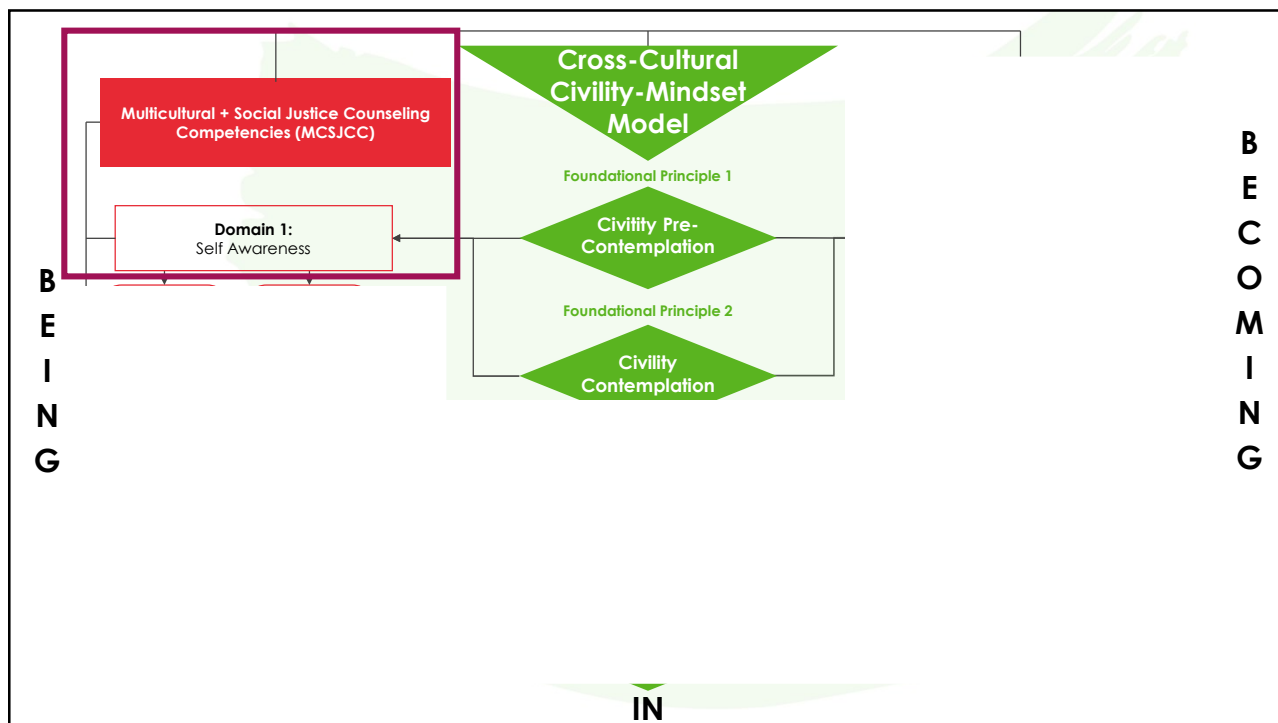 Cross-Cultural
Civility-Mindset
Model
Multicultural + Social Justice Counseling
Competencies (MCSJCC)
Foundational Principle 1
Civitity Pre-
Contemplation
Domain 1:
Self Awareness
Foundational Principle 2
Civility
Contemplation
B
E
I
N
G
B
E
C
O
M
I
N
G
IN